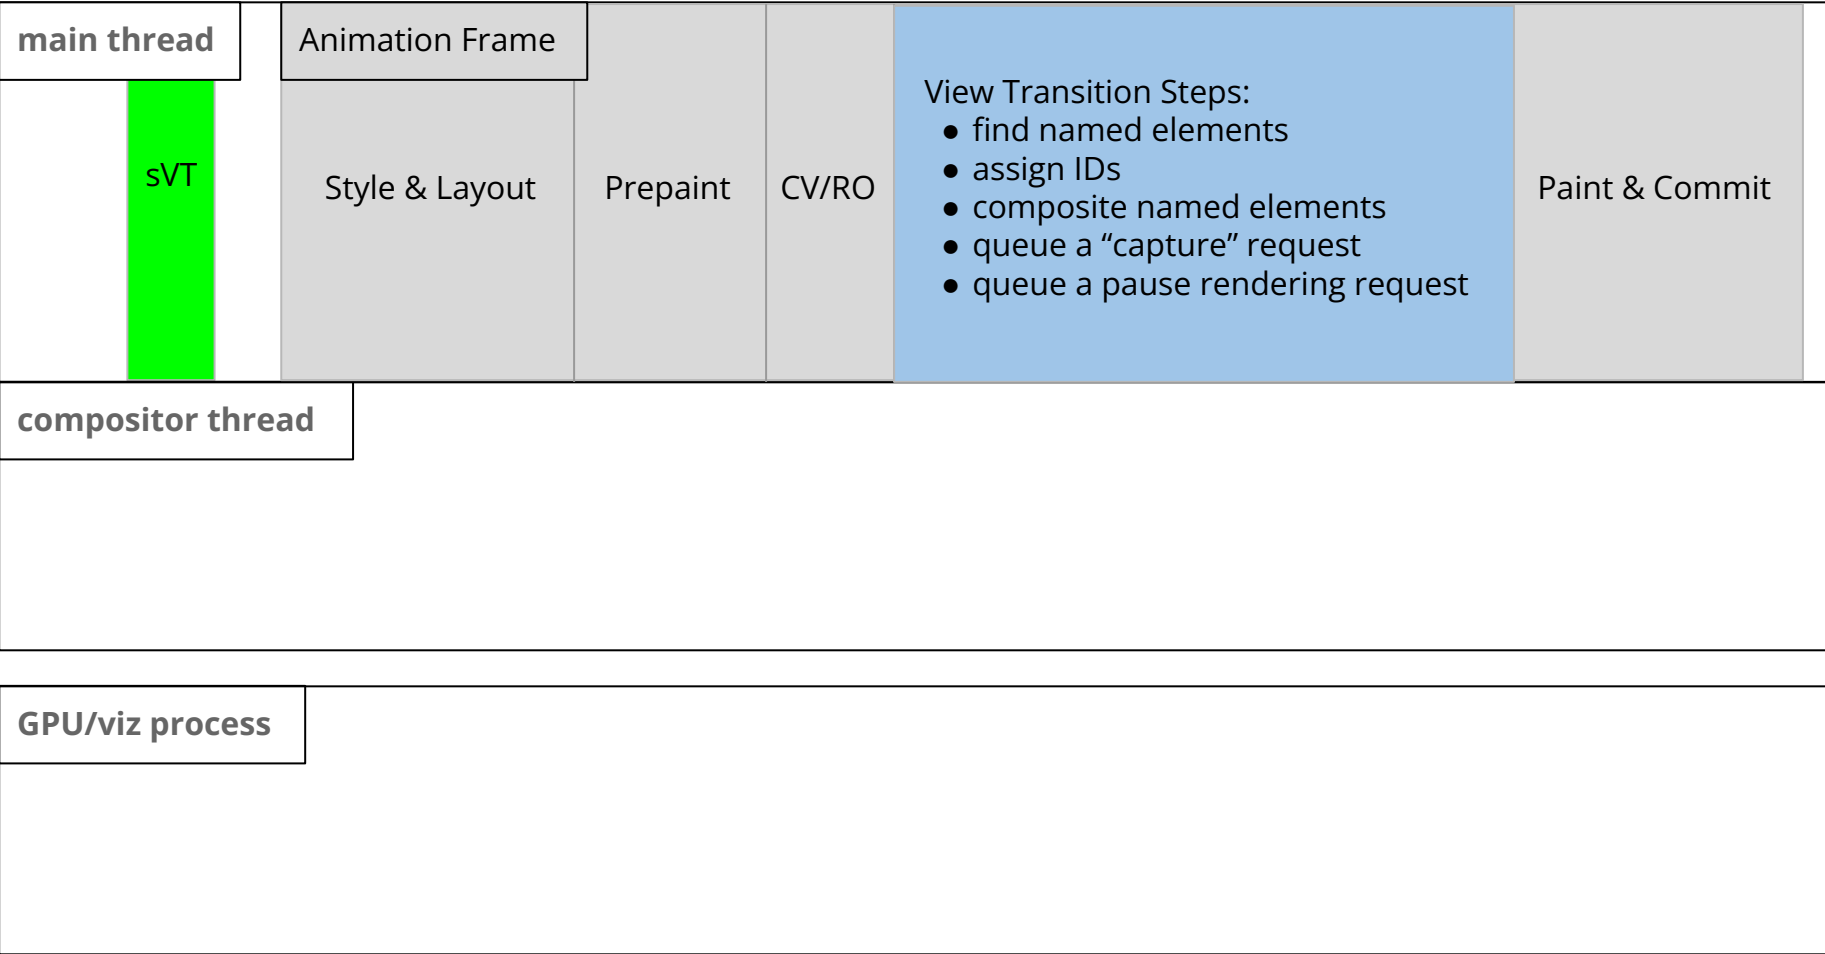 main thread
Animation Frame
sVT
Style & Layout
Prepaint
CV/RO
View Transition Steps:
● find named elements
● assign IDs
● composite named elements
● queue a “capture” request
● queue a pause rendering request
Paint & Commit
compositor thread
GPU/viz process